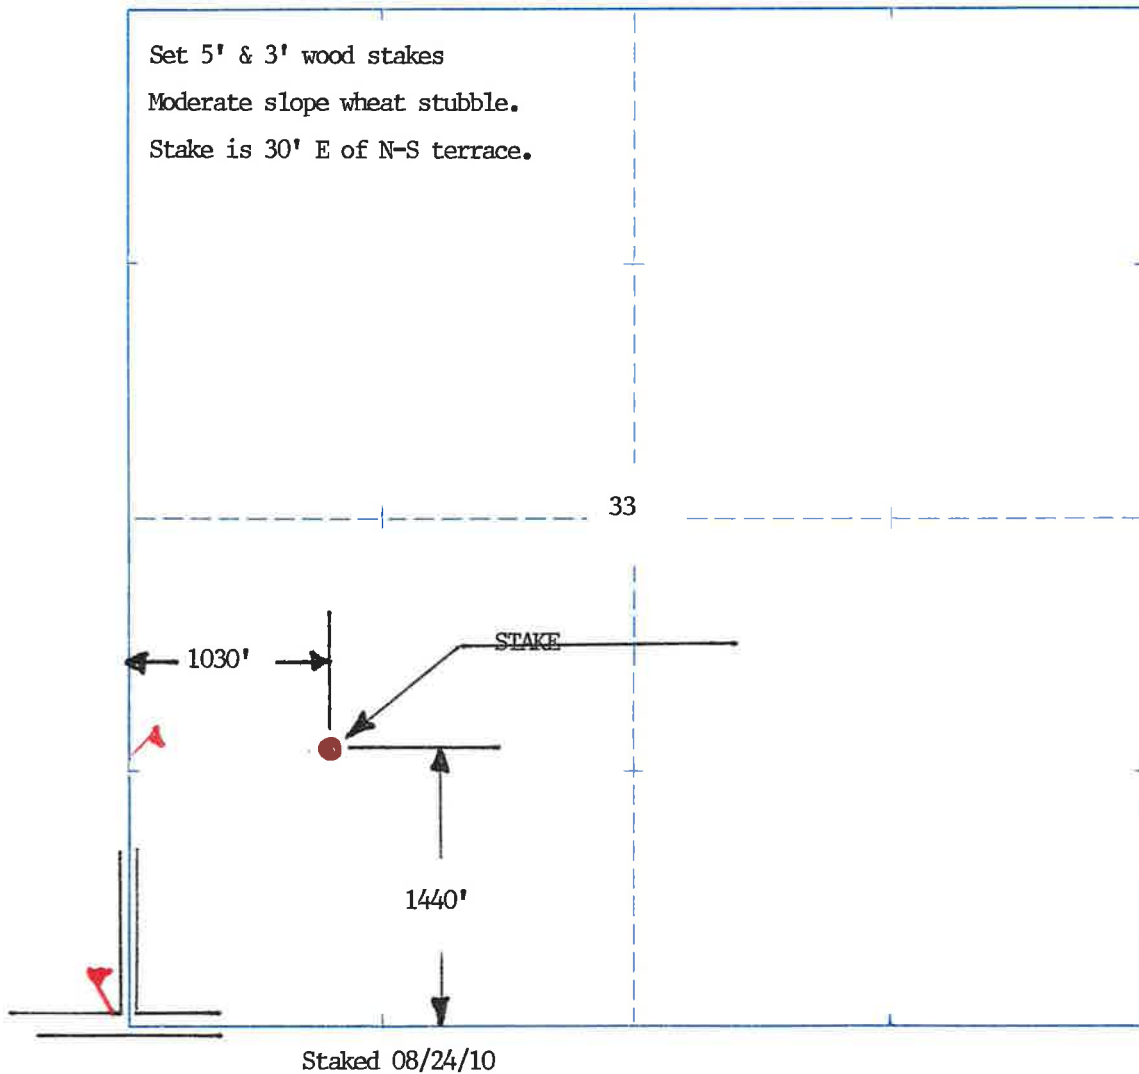 Set 5' & 3' wood stakes
Moderate slope wheat stubble.
Stake is 30' E of N-S terrace.
33
STAKE
1030'
1440'
Staked 08/24/10